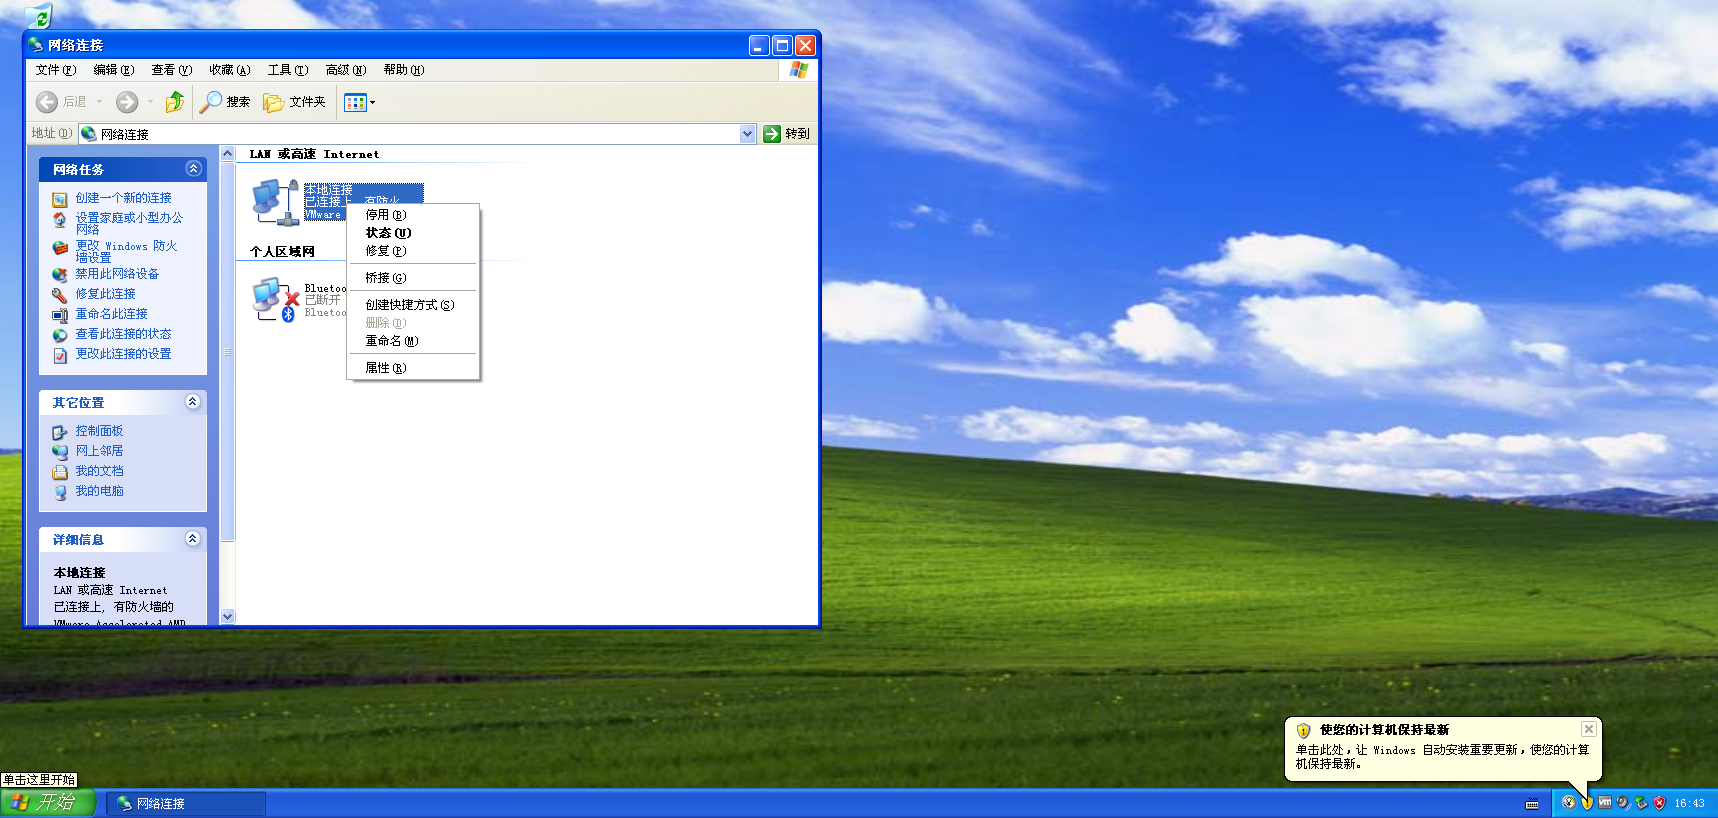 网络连接
文件(F) 编辑(E) 查看(V) 收藏(A) 工具(T) 高级(N) 帮助(H)
后退 搜索 文件夹
地址(D) 网络连接 转到
网络任务
创建一个新的连接
设置家庭或小型办公
网络
更改 Windows 防火
墙设置
禁用此网络设备
修复此连接
重命名此连接
查看此连接的状态
更改此连接的设置
其它位置
控制面板
网上邻居
我的文档
我的电脑
详细信息
本地连接
LAN 或高速 Internet
已连接上, 有防火墙的
VMware Accelerated AMD
LAN 或高速 Internet
本地连接
已连接上, 有防火
VMware
个人区域网
Bluetoo
已断开
Bluetoo
停用(B)
状态(U)
修复(P)
桥接(G)
创建快捷方式(S)
删除(D)
重命名(M)
属性(R)
使您的计算机保持最新
单击此处，让 Windows 自动安装重要更新，使您的计算
机保持最新。
单击这里开始
开始
网络连接
vm
16:43